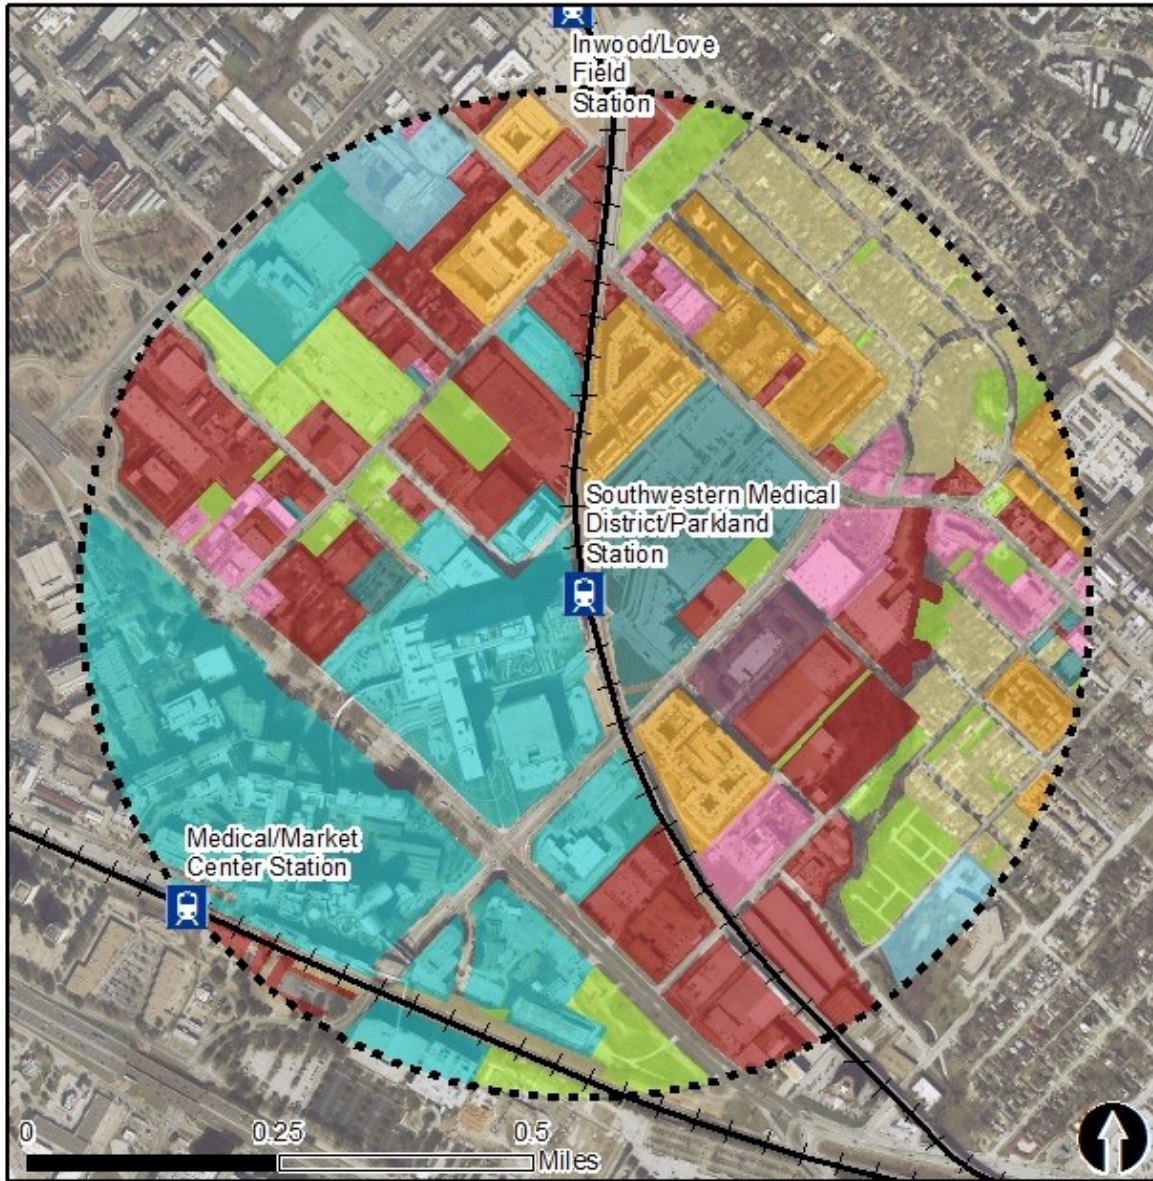 Inwood/Love
Field
Station
Southwestern Medical
District/Parkland
Station
Medical/Market
Center Station
0 0.25 0.5
Miles